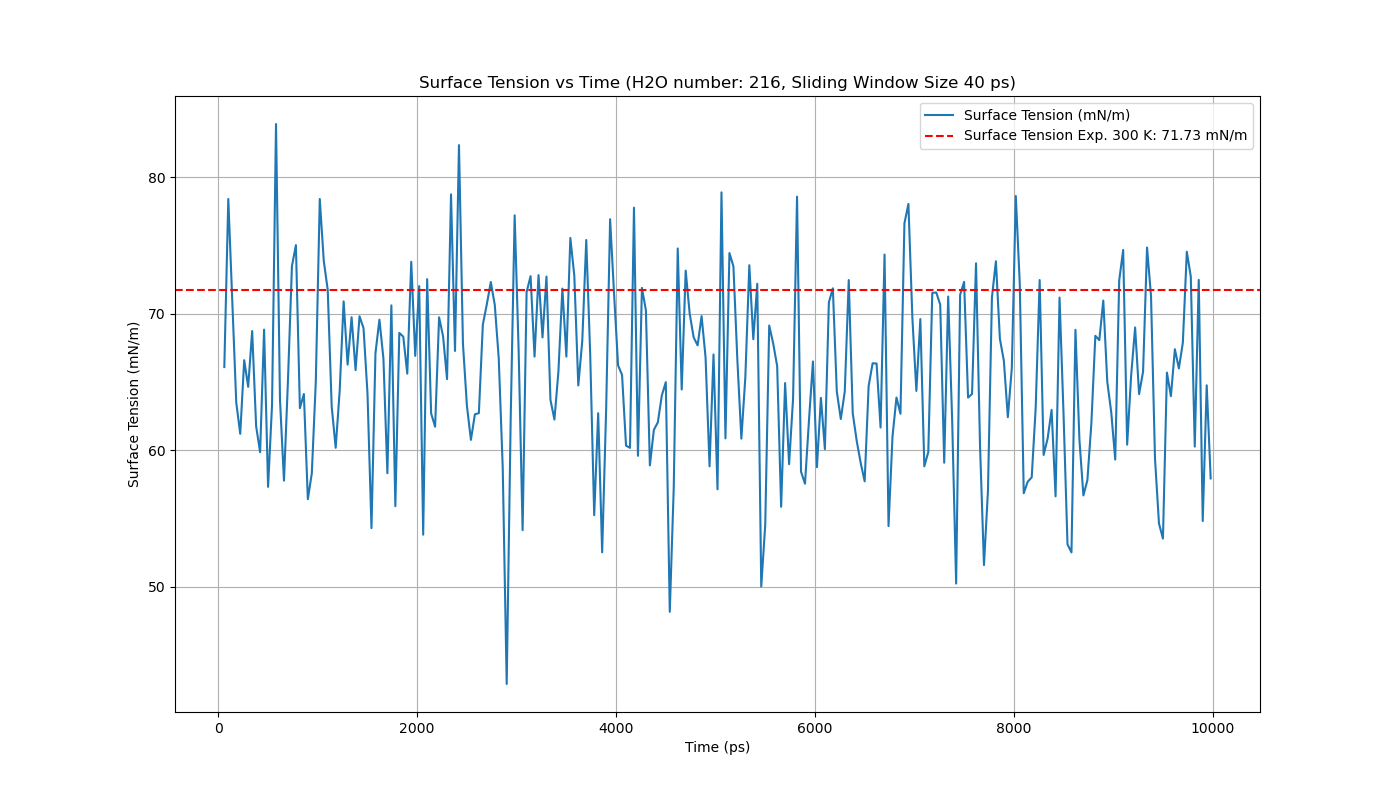 Surface Tension vs Time (H2O number: 216, Sliding Window Size 40 ps)
Surface Tension (mN/m)
Surface Tension Exp. 300 K: 71.73 mN/m
80
70
60
50
Surface Tension (mN/m)
0 2000 4000 6000 8000 10000
Time (ps)